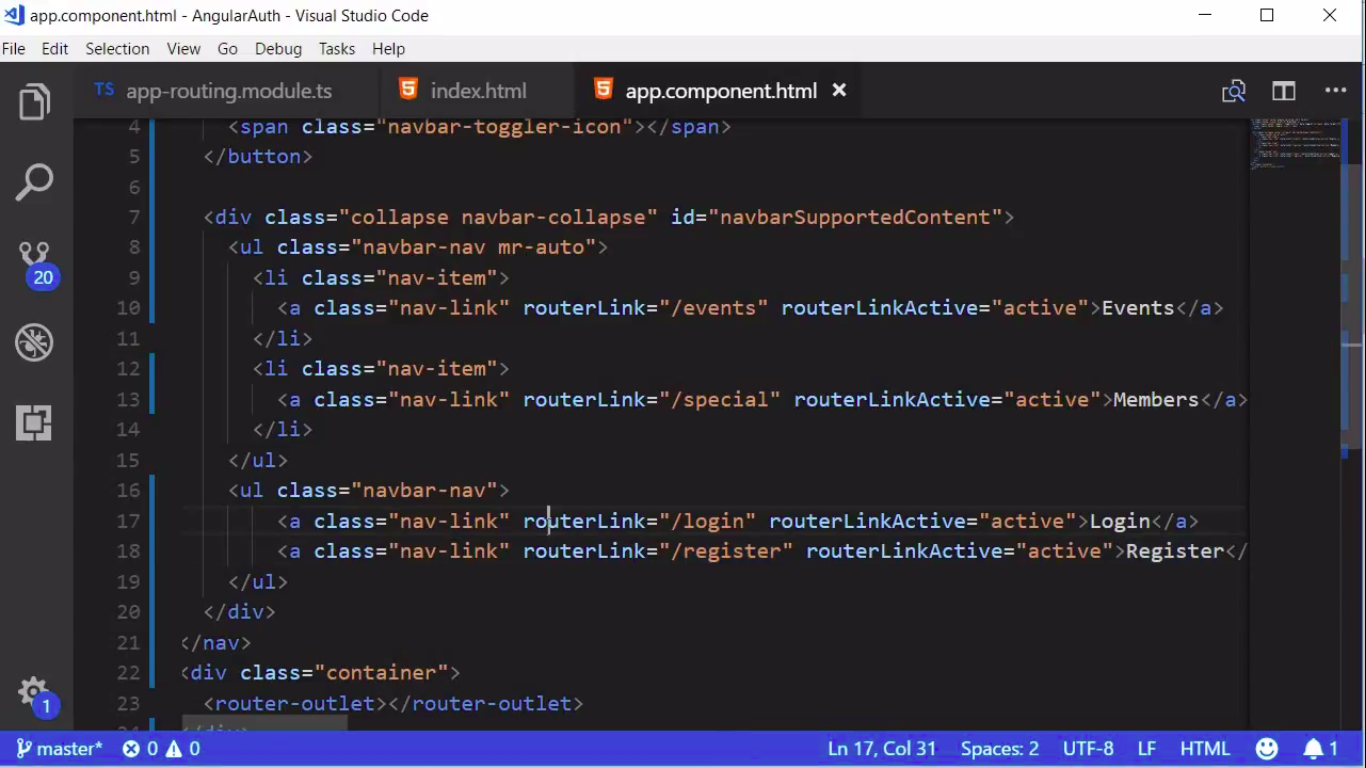 app.component.html - AngularAuth - Visual Studio Code
File Edit Selection View Go Debug Tasks Help
TS app-routing.module.ts index.html app.component.html
4 <span class="navbar-toggler-icon"></span>
5 </button>
6
7 <div class="collapse navbar-collapse" id="navbarSupportedContent">
8 <ul class="navbar-nav mr-auto">
9 <li class="nav-item">
10 <a class="nav-link" routerLink="/events" routerLinkActive="active">Events</a>
11 </li>
12 <li class="nav-item">
13 <a class="nav-link" routerLink="/special" routerLinkActive="active">Members</a>
14 </li>
15 </ul>
16 <ul class="navbar-nav">
17 <a class="nav-link" routerLink="/login" routerLinkActive="active">Login</a>
18 <a class="nav-link" routerLink="/register" routerLinkActive="active">Register</
19 </ul>
20 </div>
21 </nav>
22 <div class="container">
23 <router-outlet></router-outlet>
20
1
master* 0 0 Ln 17, Col 31 Spaces: 2 UTF-8 LF HTML 1